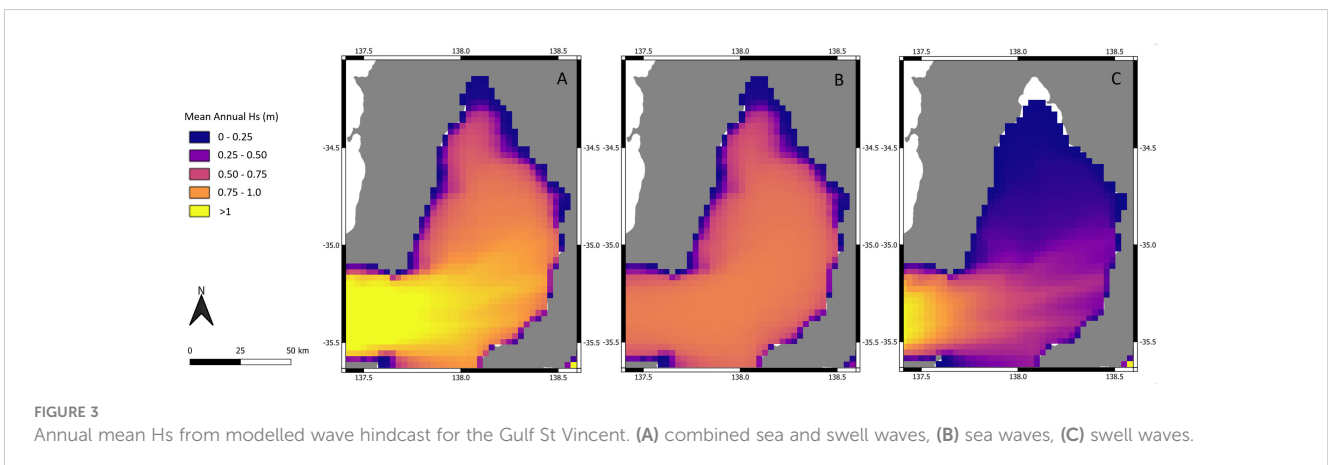 137.5 138.0 138.5 137.5 138.0 138.5 137.5 138.0 138.5
A B C
Mean Annual Hs (m)
0 - 0.25
0.25 - 0.50
0.50 - 0.75
0.75 - 1.0
>1
-34.5 -34.5 -34.5 -34.5
-35.0 -35.0 -35.0 -35.0
-35.5 -35.5 -35.5 -35.5
N
0 25 50 km
137.5 138.0 138.5 137.5 138.0 138.5 137.5 138.0 138.5
FIGURE 3
Annual mean Hs from modelled wave hindcast for the Gulf St Vincent. (A) combined sea and swell waves, (B) sea waves, (C) swell waves.